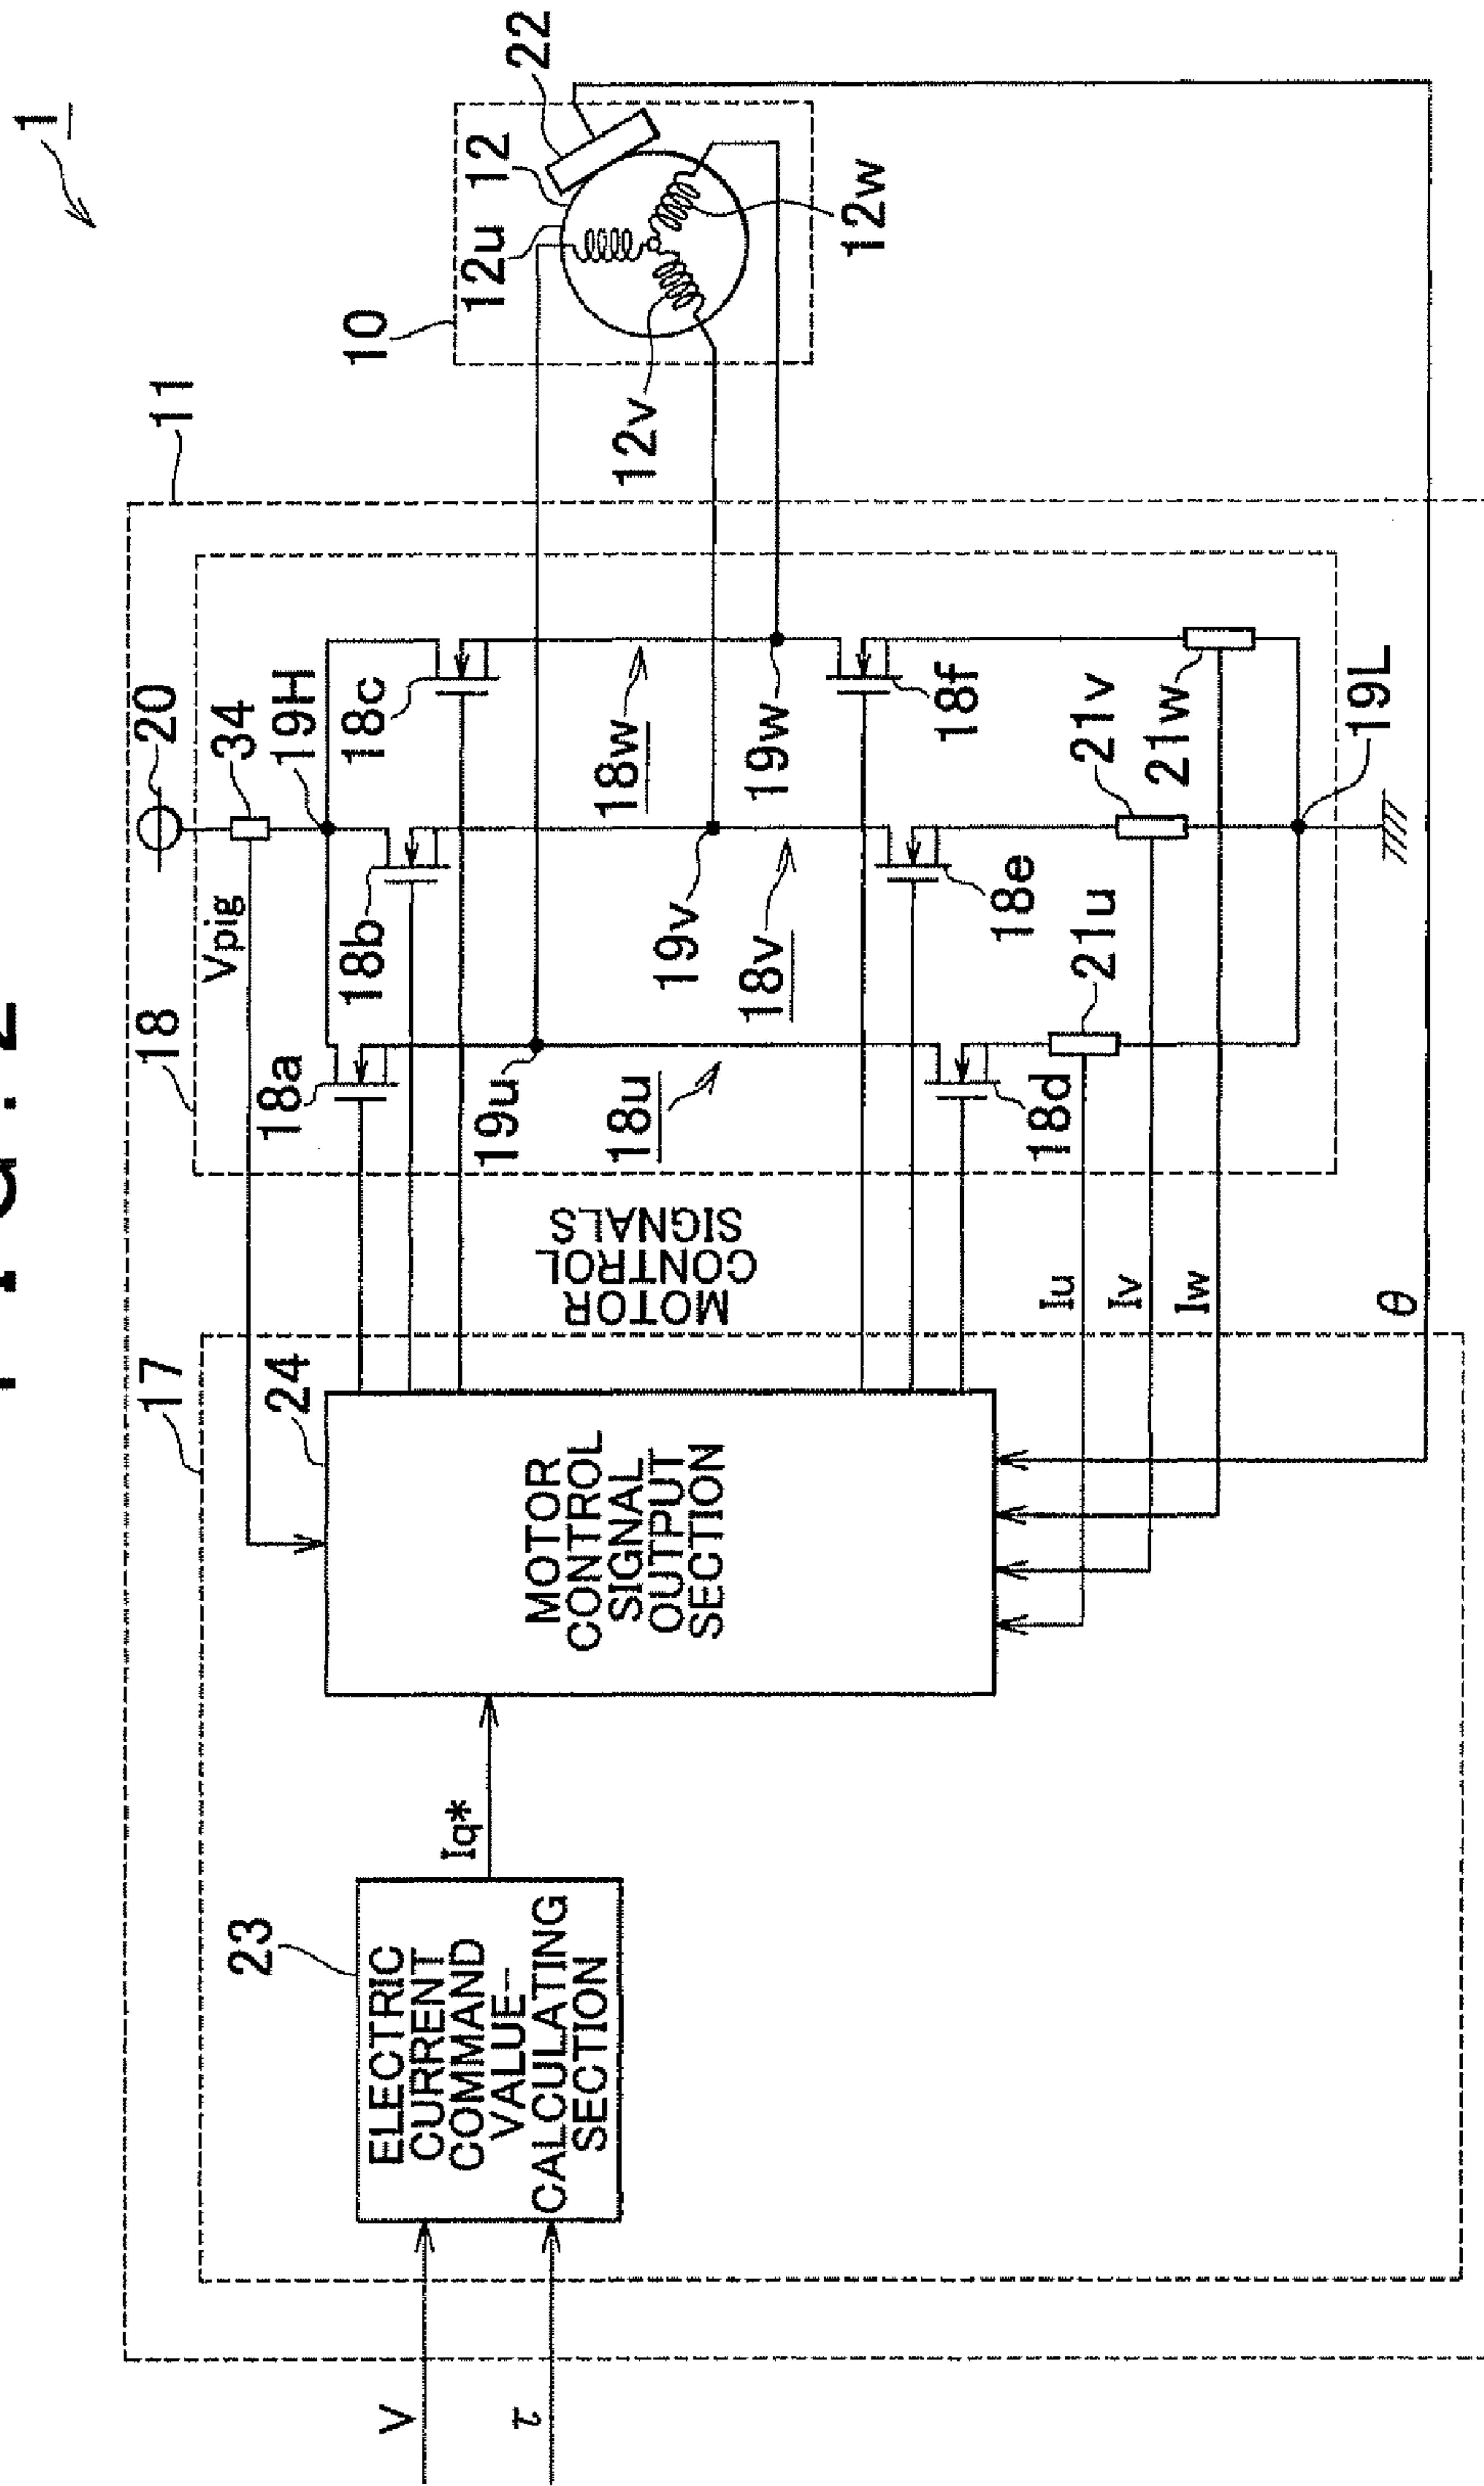 FIG. 2
1
11
20
18
Vpig
34
19H
17
24
18a
18b
18c
10
12u
12
22
12v
12w
19u
18w
19v
19w
18u
18v
MOTOR
CONTROL
SIGNALS
MOTOR
CONTROL
SIGNAL
OUTPUT
SECTION
23
ELECTRIC
CURRENT
COMMAND
VALUE-
CALCULATING
SECTION
Iq*
V
τ
18d
18e
18f
21u
21v
21w
19L
Iu
Iv
Iw
θ